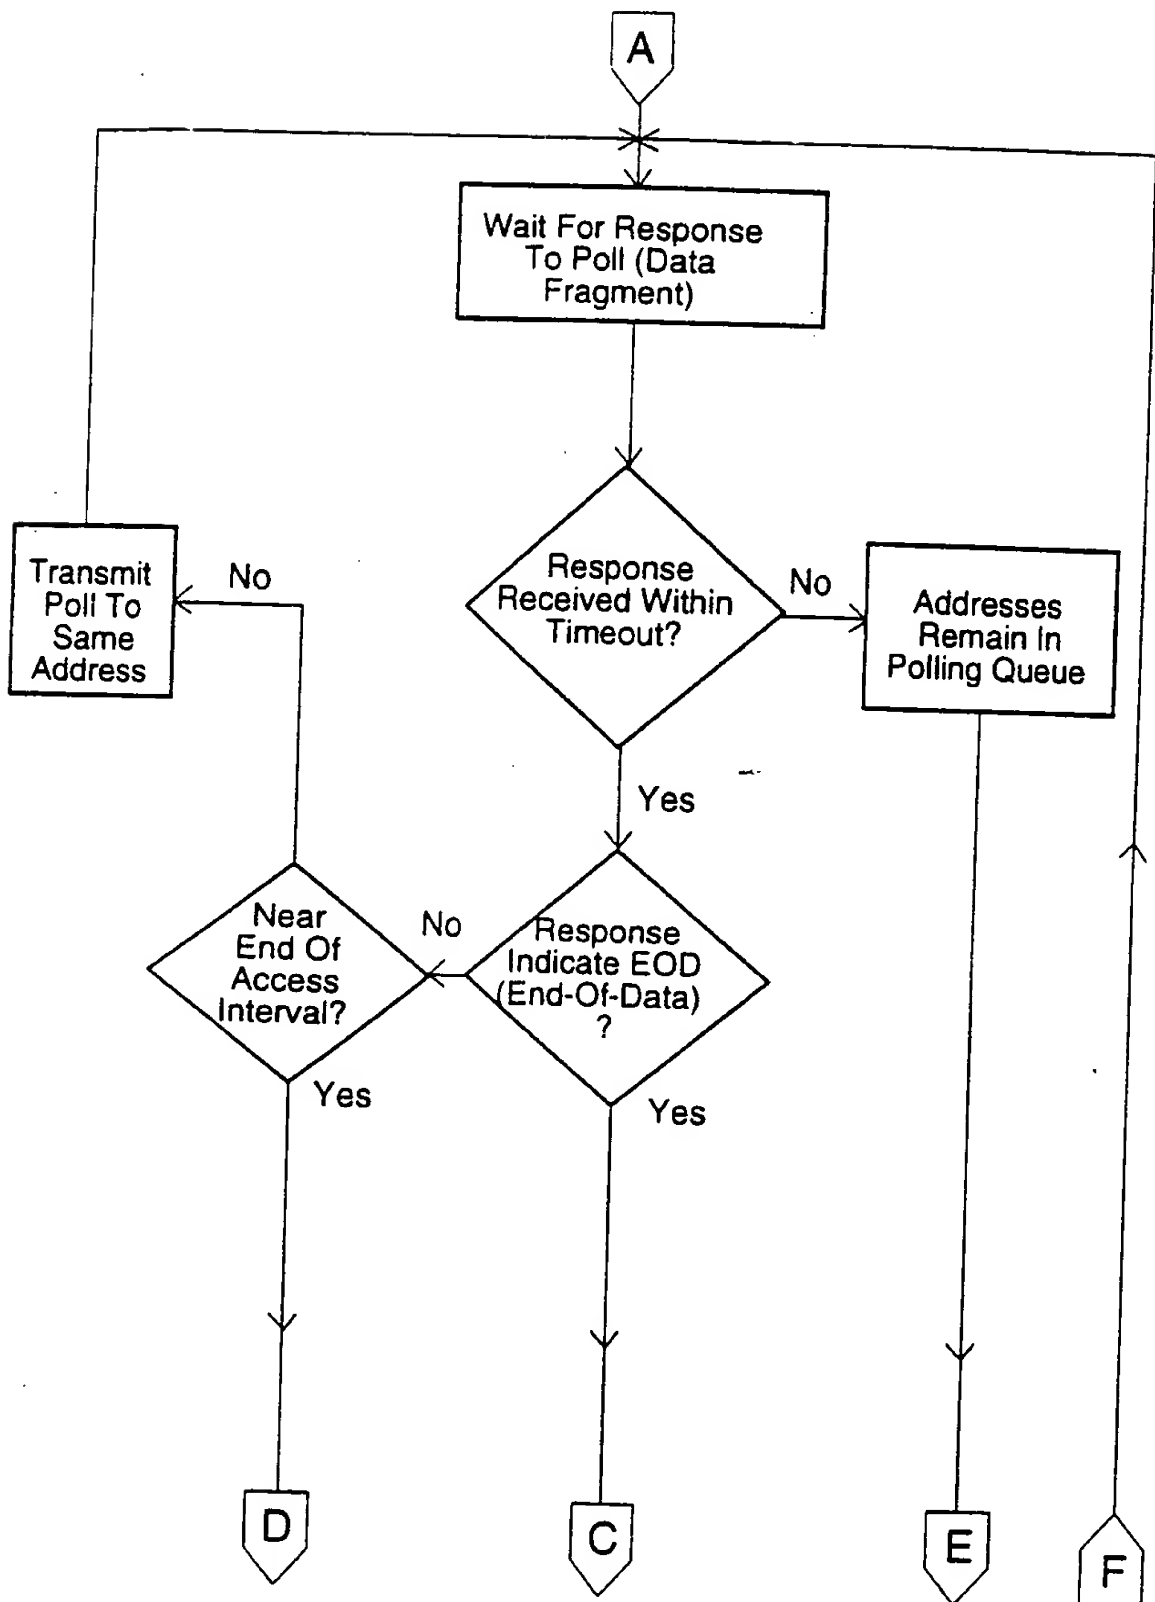 A
Wait For Response
To Poll (Data
Fragment)
Response
Received Within
Timeout?
No
Addresses
Remain In
Polling Queue
Transmit
Poll To
Same
Address
No
Yes
Near
End Of
Access
Interval?
No
Response
Indicate EOD
(End-Of-Data)
?
Yes
Yes
D
C
E
F